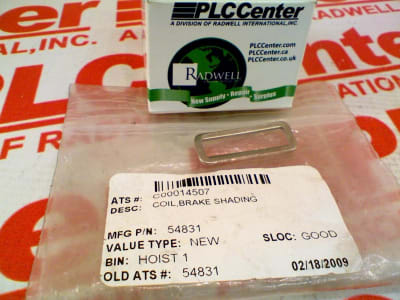 PLCCenter
A DIVISION OF RADWELL INTERNATIONAL, INC.
PLCCenter.com
PLCCenter.ca
PLCCenter.co.uk
RADWELL
New Supply • Repair • Surplus
ATS #: C00014507
DESC: COIL,BRAKE SHADING
MFG P/N: 54831
VALUE TYPE: NEW SLOC: GOOD
BIN: HOIST 1
OLD ATS #: 54831 02/18/2009